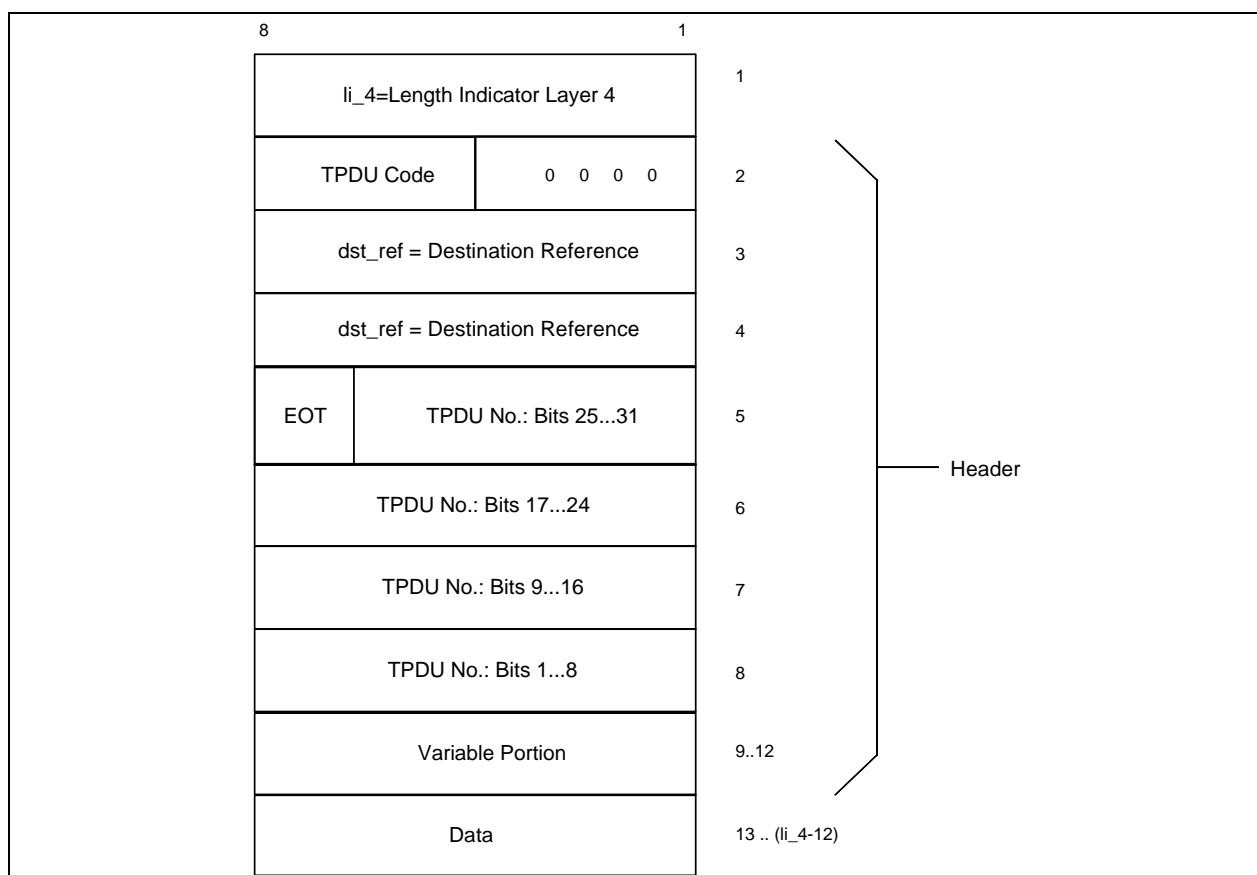 8 1
li_4=Length Indicator Layer 4 1
TPDU Code 0 0 0 0 2
dst_ref = Destination Reference 3
dst_ref = Destination Reference 4
EOT TPDU No.: Bits 25...31 5
Header
TPDU No.: Bits 17...24 6
TPDU No.: Bits 9...16 7
TPDU No.: Bits 1...8 8
Variable Portion 9..12
Data 13 .. (li_4-12)